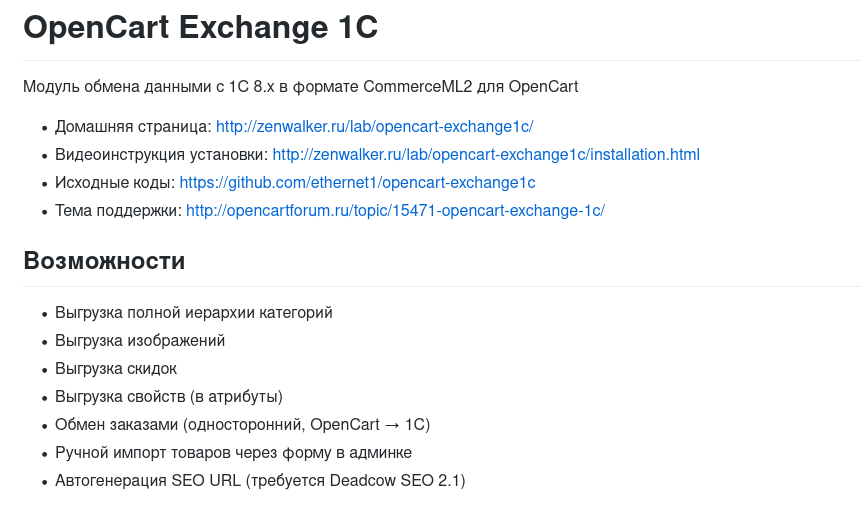 OpenCart Exchange 1C
Модуль обмена данными с 1С 8.x в формате CommerceML2 для OpenCart
• Домашняя страница: http://zenwalker.ru/lab/opencart-exchange1c/
• Видеоинструкция установки: http://zenwalker.ru/lab/opencart-exchange1c/installation.html
• Исходные коды: https://github.com/ethernet1/opencart-exchange1c
• Тема поддержки: http://opencartforum.ru/topic/15471-opencart-exchange-1c/
Возможности
• Выгрузка полной иерархии категорий
• Выгрузка изображений
• Выгрузка скидок
• Выгрузка свойств (в атрибуты)
• Обмен заказами (односторонний, OpenCart → 1С)
• Ручной импорт товаров через форму в админке
• Автогенерация SEO URL (требуется Deadcow SEO 2.1)